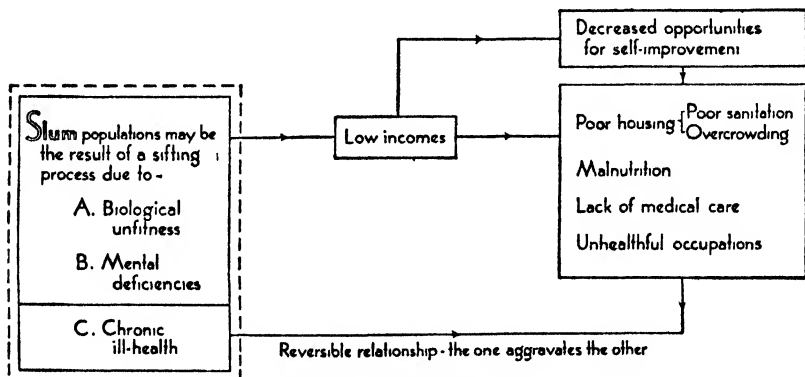 Slum populations may be
the result of a sifting
process due to -
A. Biological
unfitness
B. Mental
deficiencies
C. Chronic
ill-health
Low incomes
Decreased opportunities
for self-improvement
Poor housing { Poor sanitation
Overcrowding
Malnutrition
Lack of medical care
Unhealthful occupations
Reversible relationship - the one aggravates the other